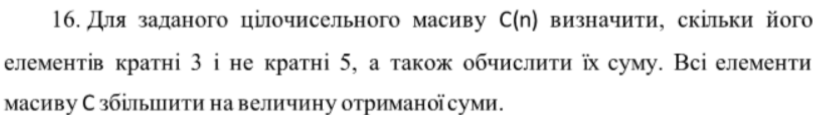 16. Для заданого цілочисельного масиву C(n) визначити, скільки його
елементів кратні 3 і не кратні 5, а також обчислити їх суму. Всі елементи
масиву C збільшити на величину отриманої суми.